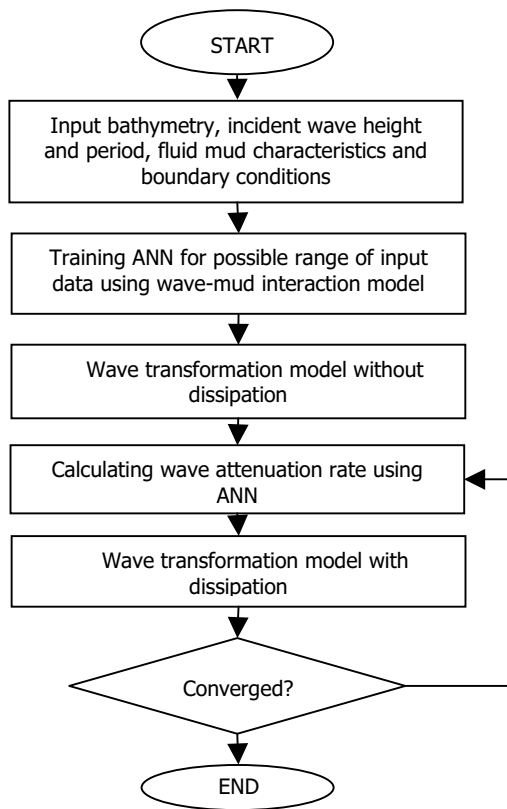 START
Input bathymetry, incident wave height
and period, fluid mud characteristics and
boundary conditions
Training ANN for possible range of input
data using wave-mud interaction model
Wave transformation model without
dissipation
Calculating wave attenuation rate using
ANN
Wave transformation model with
dissipation
Converged?
END